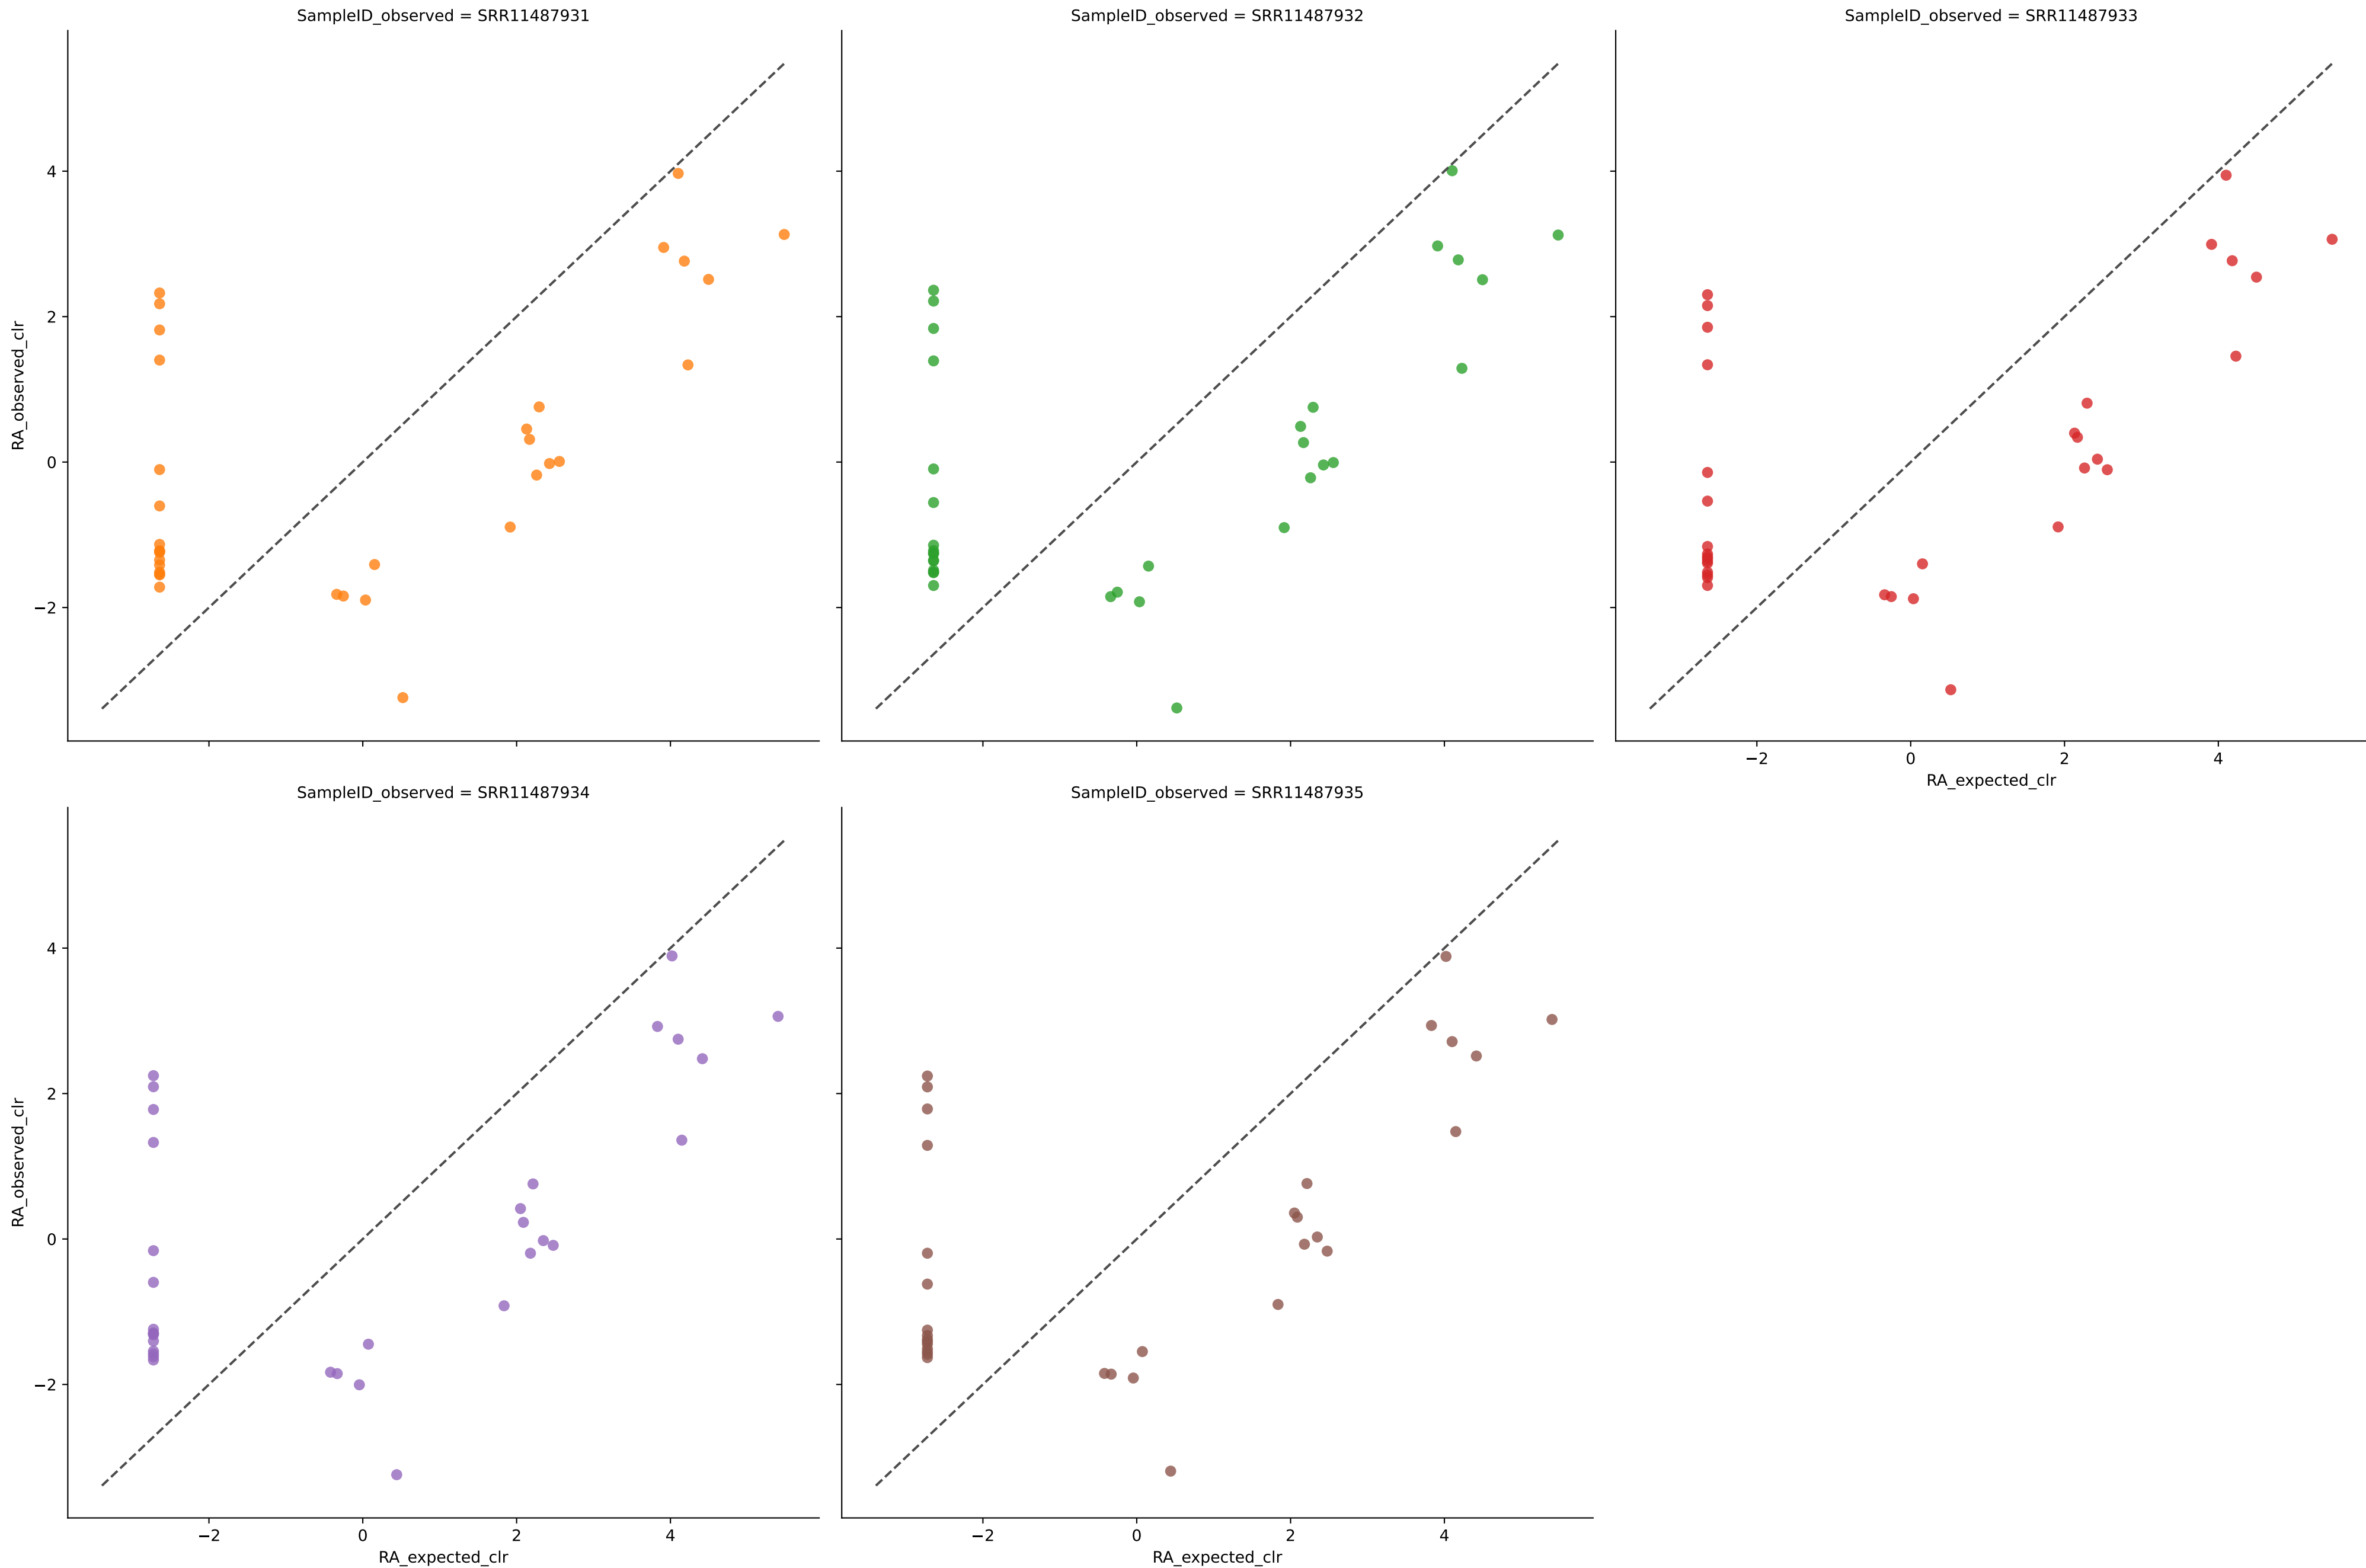 SampleID_observed = SRR11487931
SampleID_observed = SRR11487932
SampleID_observed = SRR11487933
RA_observed_clr
4
2
0
−2
−2
0
2
4
RA_expected_clr
SampleID_observed = SRR11487934
SampleID_observed = SRR11487935
RA_observed_clr
4
2
0
−2
−2
0
2
4
RA_expected_clr
−2
0
2
4
RA_expected_clr